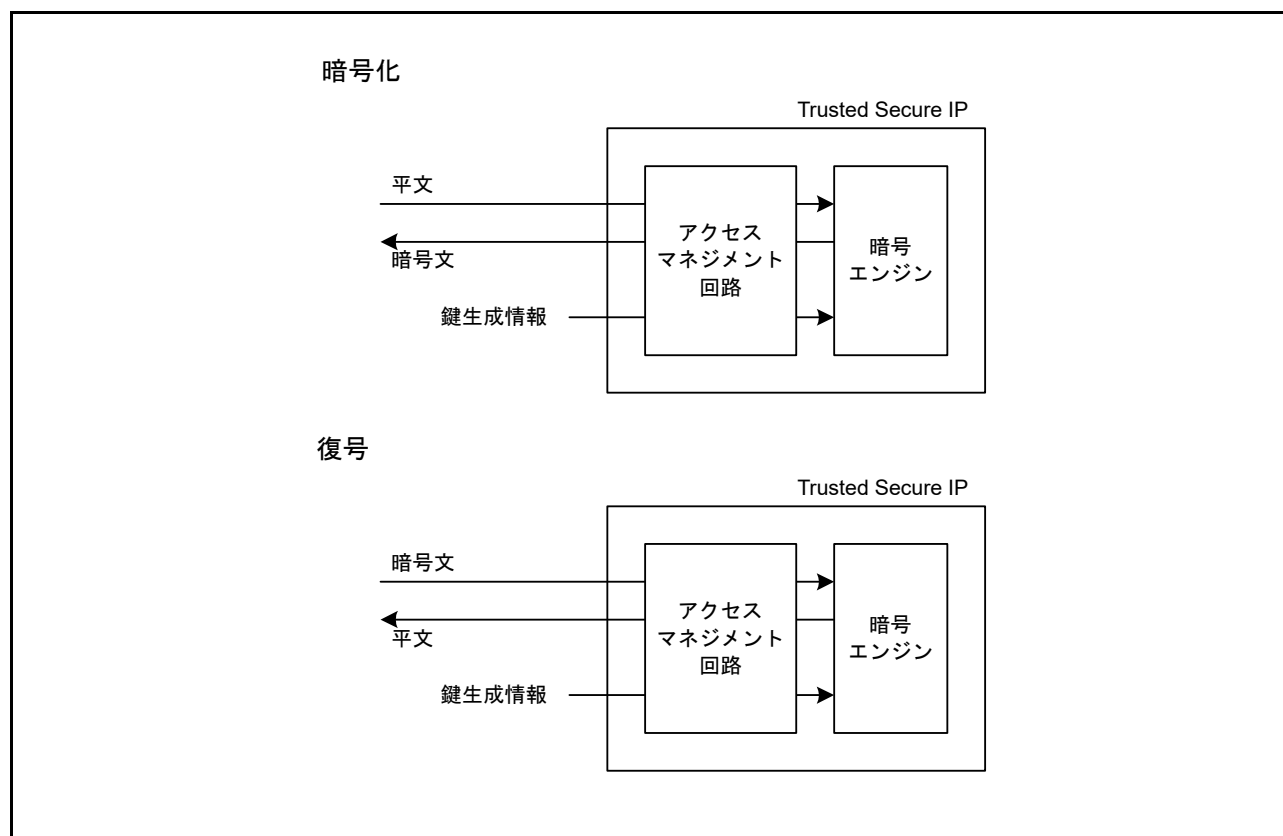 暗号化
Trusted Secure IP
平文
暗号文
鍵生成情報
アクセス
マネジメント
回路
暗号
エンジン
復号
Trusted Secure IP
暗号文
平文
鍵生成情報
アクセス
マネジメント
回路
暗号
エンジン